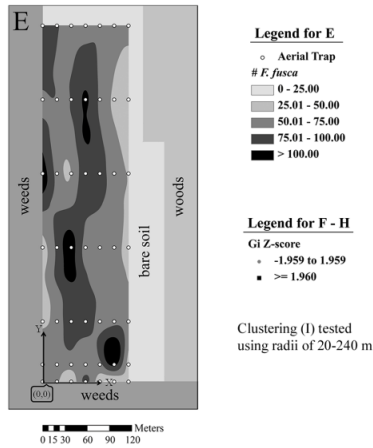 E
weeds
bare soil
woods
Y
X
(0,0)
weeds
Meters
0 15 30 60 90 120
Legend for E
Aerial Trap
# F. fusca
0 - 25.00
25.01 - 50.00
50.01 - 75.00
75.01 - 100.00
> 100.00
Legend for F - H
Gi Z-score
-1.959 to 1.959
>= 1.960
Clustering (I) tested
using radii of 20-240 m